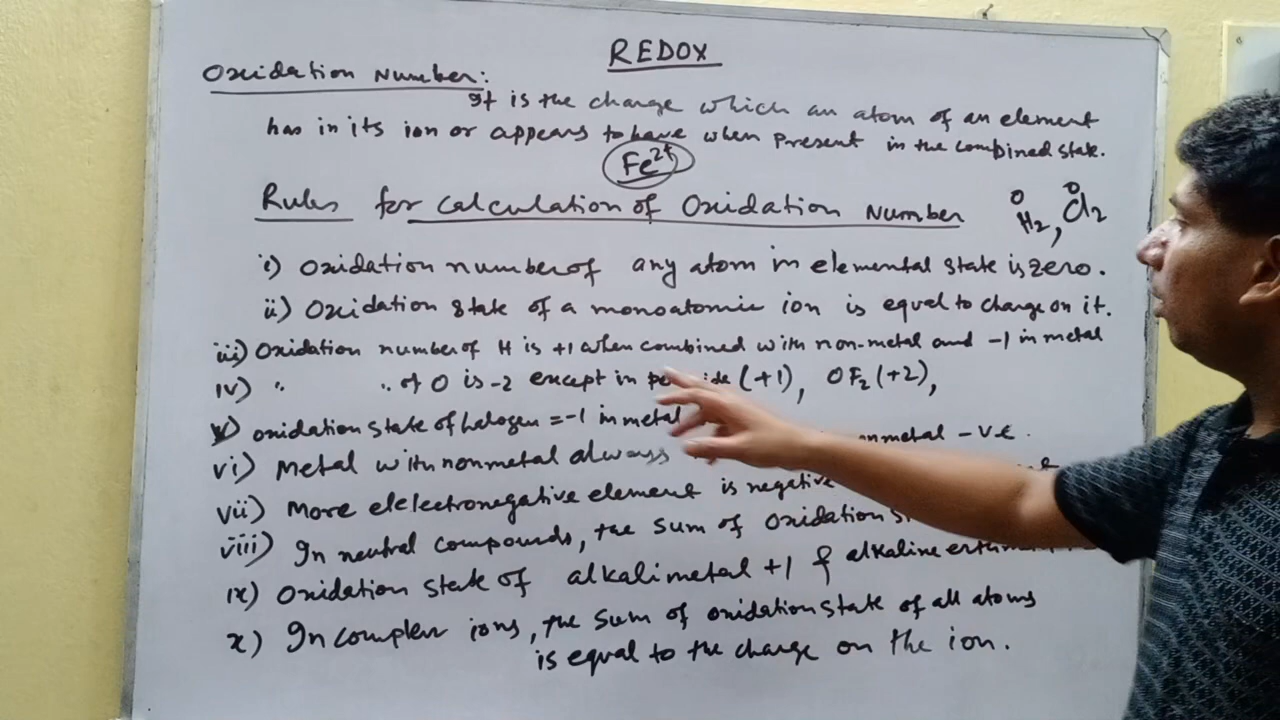 REDOX
Oxidation Number:
It is the charge which an atom of an element
has in its ion or appears to have when present in the combined state.
Fe2+
Rules for Calculation of Oxidation Number
0 0
H2, Cl2
i) Oxidation number of any atom in elemental state is zero.
ii) Oxidation state of a monoatomic ion is equal to charge on it.
iii) Oxidation number of H is +1 when combined with non-metal and -1 in metal
iv) " " of O is -2 except in (+1), OF2 (+2),
v) oxidation state of halogen = -1 in metal
vi) Metal with nonmetal always nmetal -ve.
vii) More elelectronegative element is negative
viii) In neutral compounds, the sum of oxidation
ix) Oxidation state of alkali metal +1 & alkaline
x) In complex ions, the sum of oxidation state of all atoms
is equal to the charge on the ion.